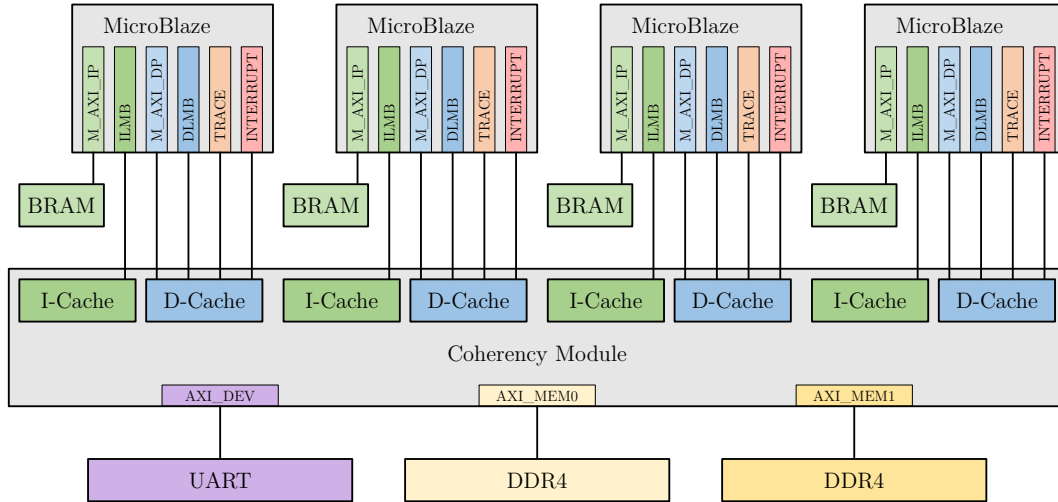 MicroBlaze
MicroBlaze
MicroBlaze
MicroBlaze
M_AXI_IP
ILMB
M_AXI_DP
DLMB
TRACE
INTERRUPT
M_AXI_IP
ILMB
M_AXI_DP
DLMB
TRACE
INTERRUPT
M_AXI_IP
ILMB
M_AXI_DP
DLMB
TRACE
INTERRUPT
M_AXI_IP
ILMB
M_AXI_DP
DLMB
TRACE
INTERRUPT
BRAM
BRAM
BRAM
BRAM
I-Cache
D-Cache
I-Cache
D-Cache
I-Cache
D-Cache
I-Cache
D-Cache
Coherency Module
AXI_DEV
AXI_MEM0
AXI_MEM1
UART
DDR4
DDR4